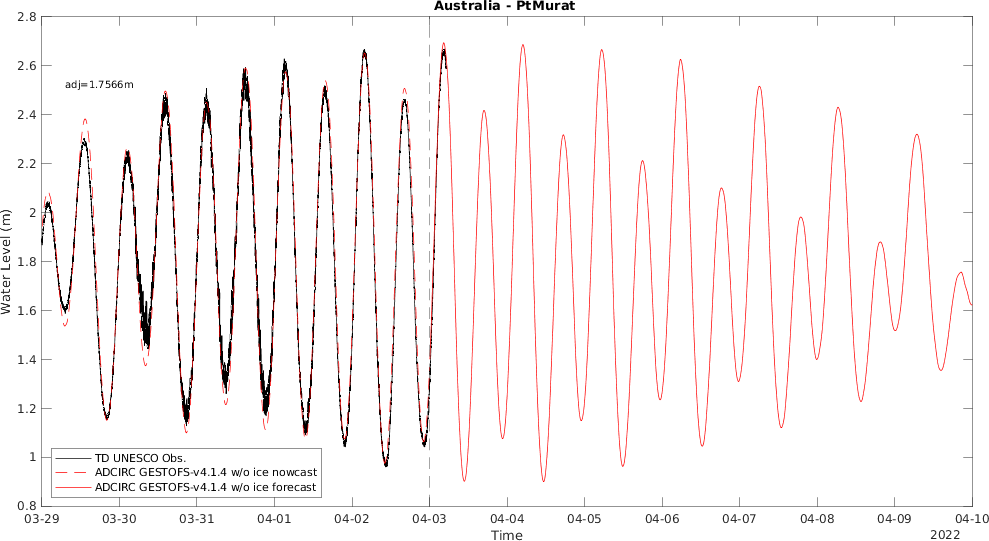 Australia - PtMurat
2.8
2.6
2.4
2.2
2
1.8
1.6
1.4
1.2
1
0.8
Water Level (m)
adj=1.7566m
TD UNESCO Obs.
ADCIRC GESTOFS-v4.1.4 w/o ice nowcast
ADCIRC GESTOFS-v4.1.4 w/o ice forecast
03-29 03-30 03-31 04-01 04-02 04-03 04-04 04-05 04-06 04-07 04-08 04-09 04-10
Time
2022